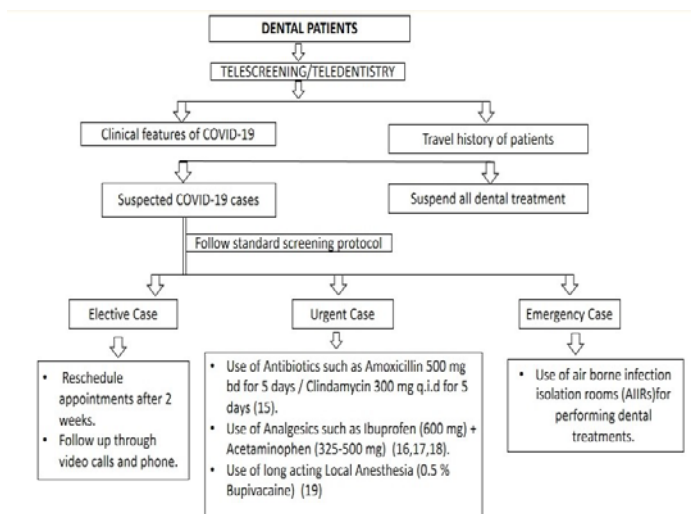 DENTAL PATIENTS
TELESCREENING/TELEDENTISTRY
Clinical features of COVID-19
Travel history of patients
Suspected COVID-19 cases
Suspend all dental treatment
Follow standard screening protocol
Elective Case
Urgent Case
Emergency Case
• Reschedule
appointments after 2
weeks.
• Follow up through
video calls and phone.
• Use of Antibiotics such as Amoxicillin 500 mg
bd for 5 days / Clindamycin 300 mg q.i.d for 5
days (15).
• Use of Analgesics such as Ibuprofen (600 mg) +
Acetaminophen (325-500 mg) (16,17,18).
• Use of long acting Local Anesthesia (0.5 %
Bupivacaine) (19)
• Use of air borne infection
isolation rooms (AIIRs)for
performing dental
treatments.